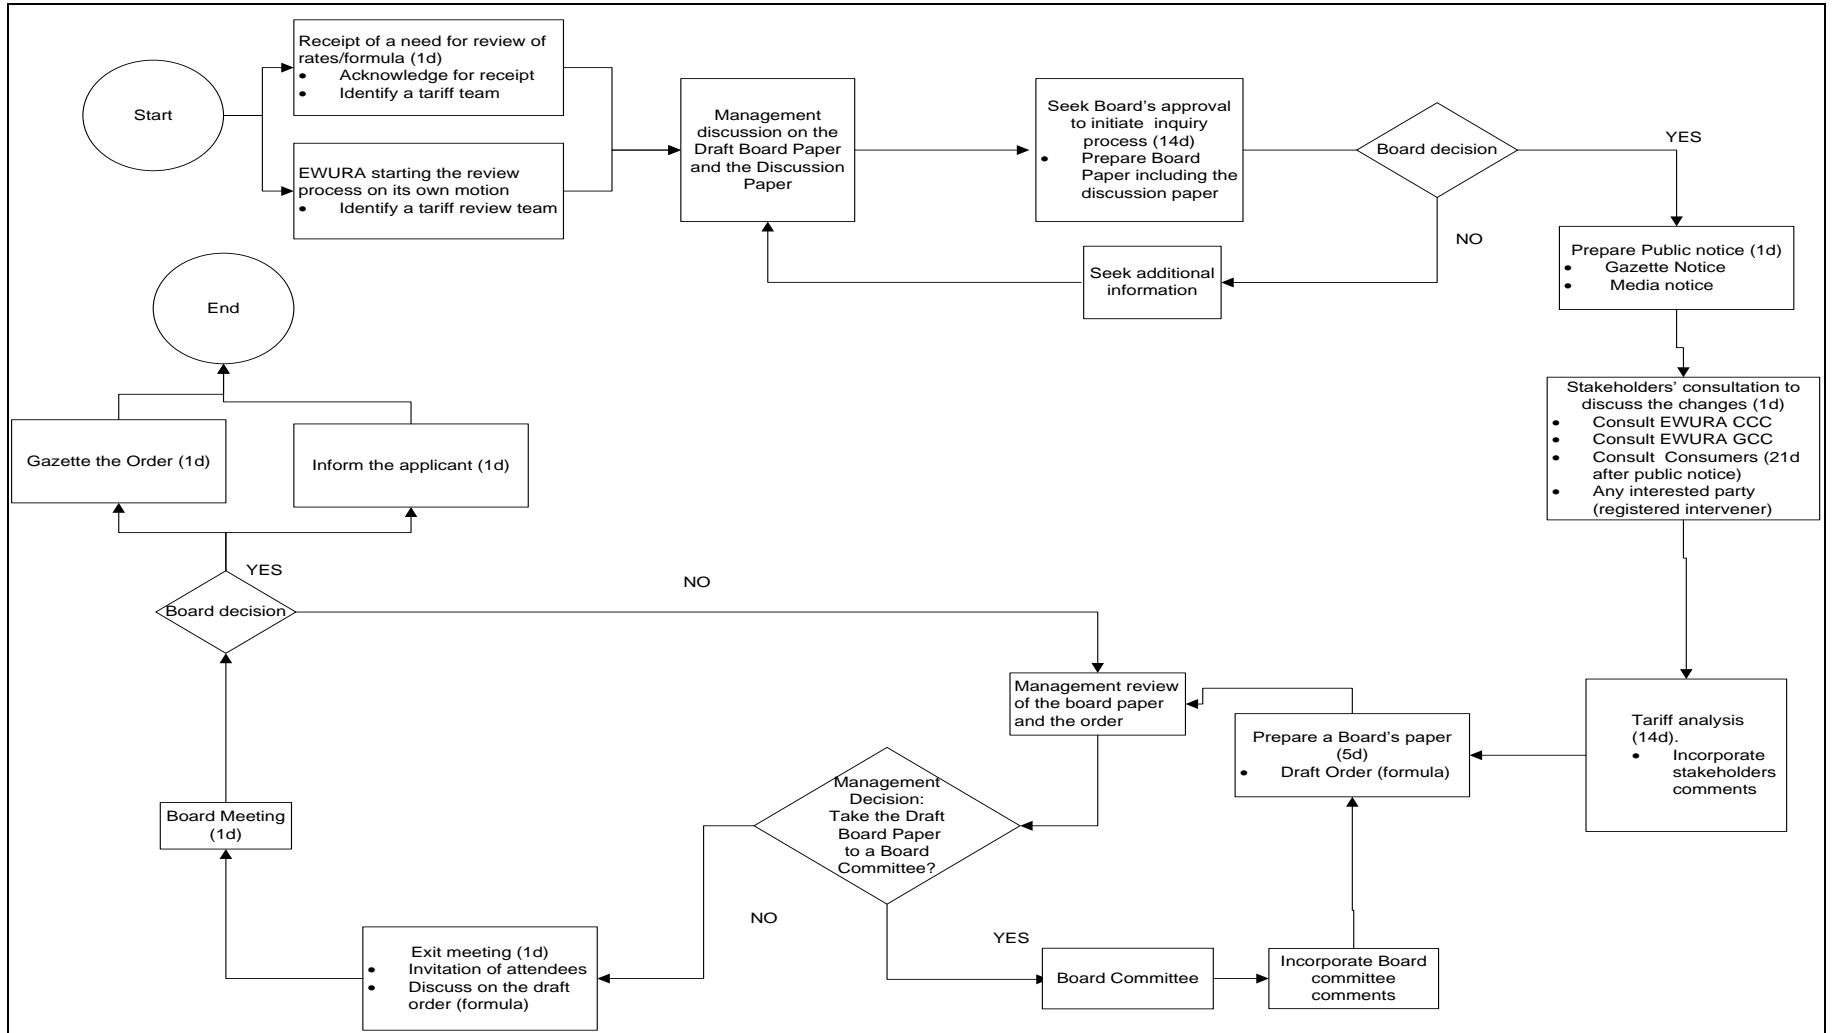 Start
Receipt of a need for review of
rates/formula (1d)
• Acknowledge for receipt
• Identify a tariff team
EWURA starting the review
process on its own motion
• Identify a tariff review team
Management
discussion on the
Draft Board Paper
and the Discussion
Paper
Seek Board's approval
to initiate inquiry
process (14d)
• Prepare Board
Paper including the
discussion paper
Board decision
YES
NO
Seek additional
information
Prepare Public notice (1d)
• Gazette Notice
• Media notice
Stakeholders' consultation to
discuss the changes (1d)
• Consult EWURA CCC
• Consult EWURA GCC
• Consult Consumers (21d
after public notice)
• Any interested party
(registered intervener)
Tariff analysis
(14d).
• Incorporate
stakeholders
comments
Prepare a Board's paper
(5d)
• Draft Order (formula)
Management review
of the board paper
and the order
Management
Decision:
Take the Draft
Board Paper
to a Board
Committee?
YES
Board Committee
Incorporate Board
committee
comments
NO
Exit meeting (1d)
• Invitation of attendees
• Discuss on the draft
order (formula)
Board Meeting
(1d)
Board decision
NO
YES
Gazette the Order (1d)
Inform the applicant (1d)
End